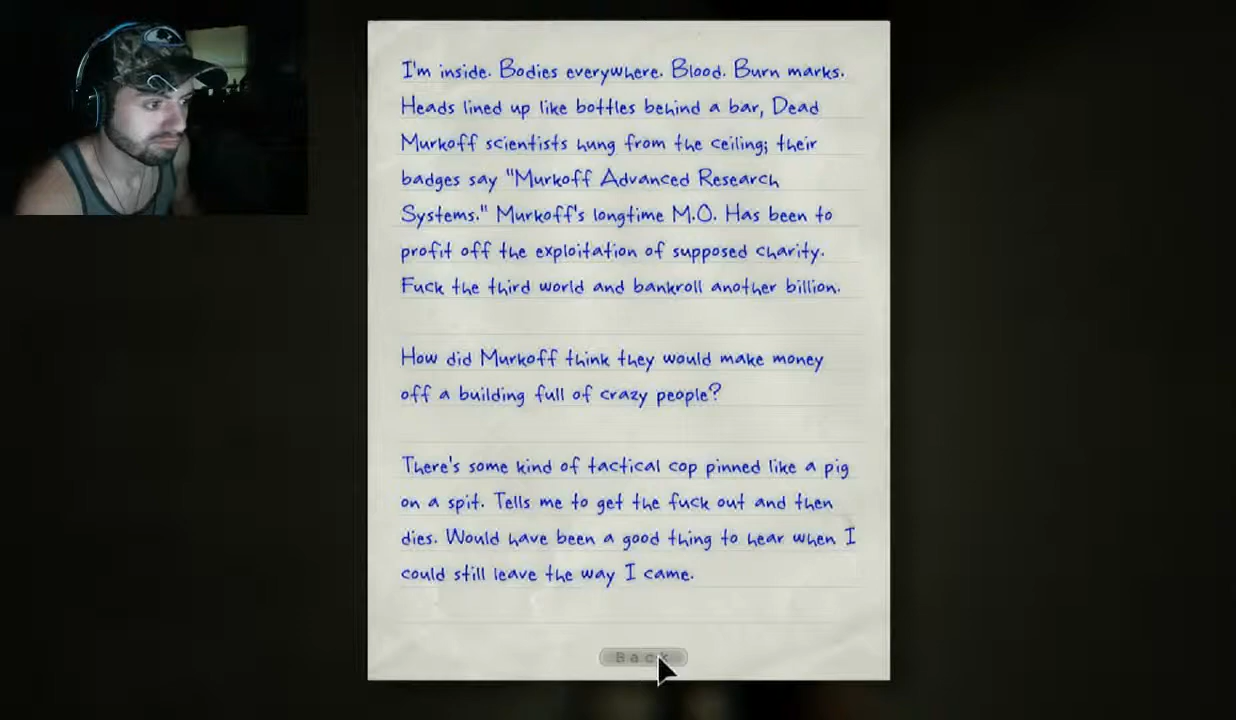 I'm inside. Bodies everywhere. Blood. Burn marks.
Heads lined up like bottles behind a bar, Dead
Murkoff scientists hung from the ceiling; their
badges say "Murkoff Advanced Research
Systems." Murkoff's longtime M.O. Has been to
profit off the exploitation of supposed charity.
Fuck the third world and bankroll another billion.
How did Murkoff think they would make money
off a building full of crazy people?
There's some kind of tactical cop pinned like a pig
on a spit. Tells me to get the fuck out and then
dies. Would have been a good thing to hear when I
could still leave the way I came.
Back